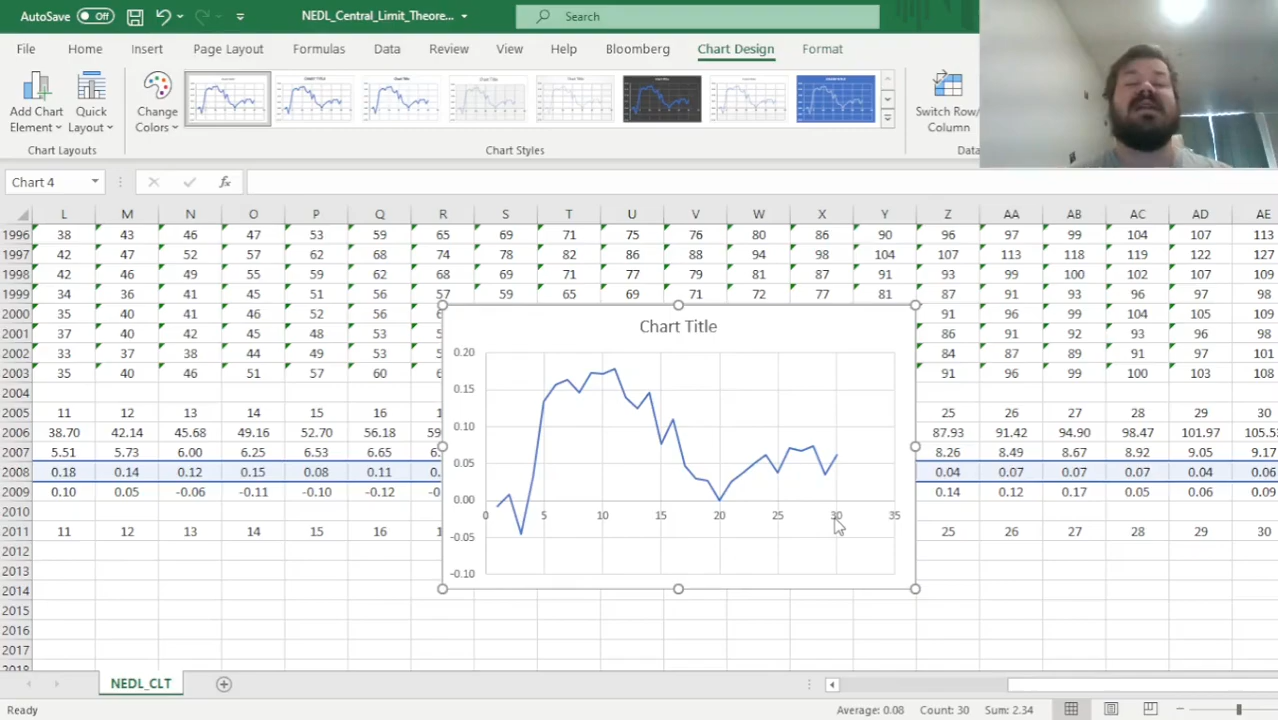 AutoSave Off NEDL_Central_Limit_Theore... Search
File Home Insert Page Layout Formulas Data Review View Help Bloomberg Chart Design Format
Add Chart Element Quick Layout Change Colors Switch Row/ Column
Chart Layouts Chart Styles Data
Chart 4 fx
L M N O P Q R S T U V W X Y Z AA AB AC AD AE
1996 38 43 46 47 53 59 65 69 71 75 76 80 86 90 96 97 99 104 107 113
1997 42 47 52 57 62 68 74 78 82 86 88 94 98 104 107 113 118 119 122 127
1998 42 46 49 55 59 62 68 69 71 77 79 81 87 91 93 99 100 102 107 109
1999 34 36 41 45 51 56 57 59 65 69 71 72 77 81 87 91 93 96 97 98
2000 35 40 41 46 52 56 91 96 99 104 105 109
2001 37 40 42 45 48 53 86 91 92 93 96 98
2002 33 37 38 44 49 53 84 87 89 91 97 101
2003 35 40 46 51 57 60 91 96 99 100 103 108
2004
2005 11 12 13 14 15 16 25 26 27 28 29 30
2006 38.70 42.14 45.68 49.16 52.70 56.18 59 87.93 91.42 94.90 98.47 101.97 105.5
2007 5.51 5.73 6.00 6.25 6.53 6.65 6. 8.26 8.49 8.67 8.92 9.05 9.17
2008 0.18 0.14 0.12 0.15 0.08 0.11 0. 0.04 0.07 0.07 0.07 0.04 0.06
2009 0.10 0.05 -0.06 -0.11 -0.10 -0.12 -0. 0.14 0.12 0.17 0.05 0.06 0.09
2010
2011 11 12 13 14 15 16 25 26 27 28 29 30
2012
2013
2014
2015
2016
2017
2018
Chart Title
0.20
0.15
0.10
0.05
0.00
0 5 10 15 20 25 30 35
-0.05
-0.10
NEDL_CLT
Ready Average: 0.08 Count: 30 Sum: 2.34